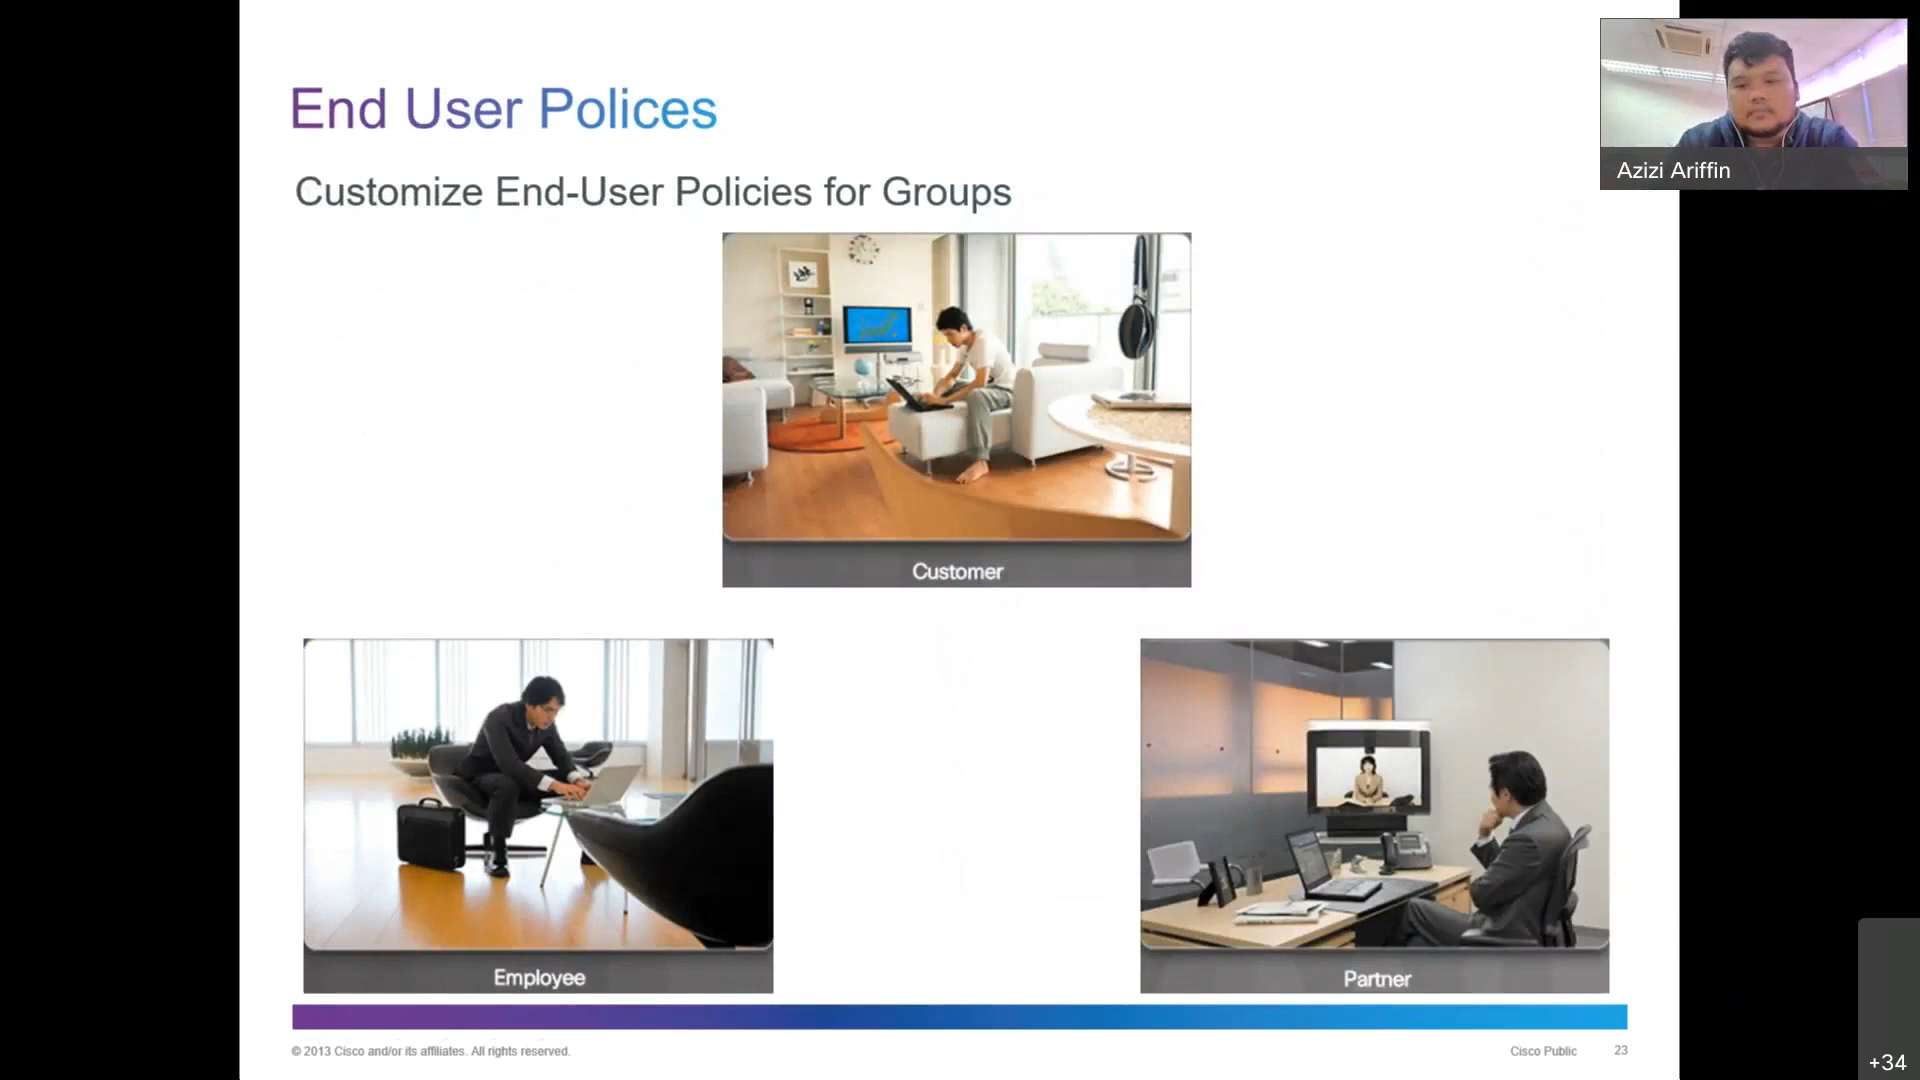 End User Polices
Azizi Ariffin
Customize End-User Policies for Groups
Customer
Employee
Partner
© 2013 Cisco and/or its affiliates. All rights reserved.
Cisco Public
23
+34